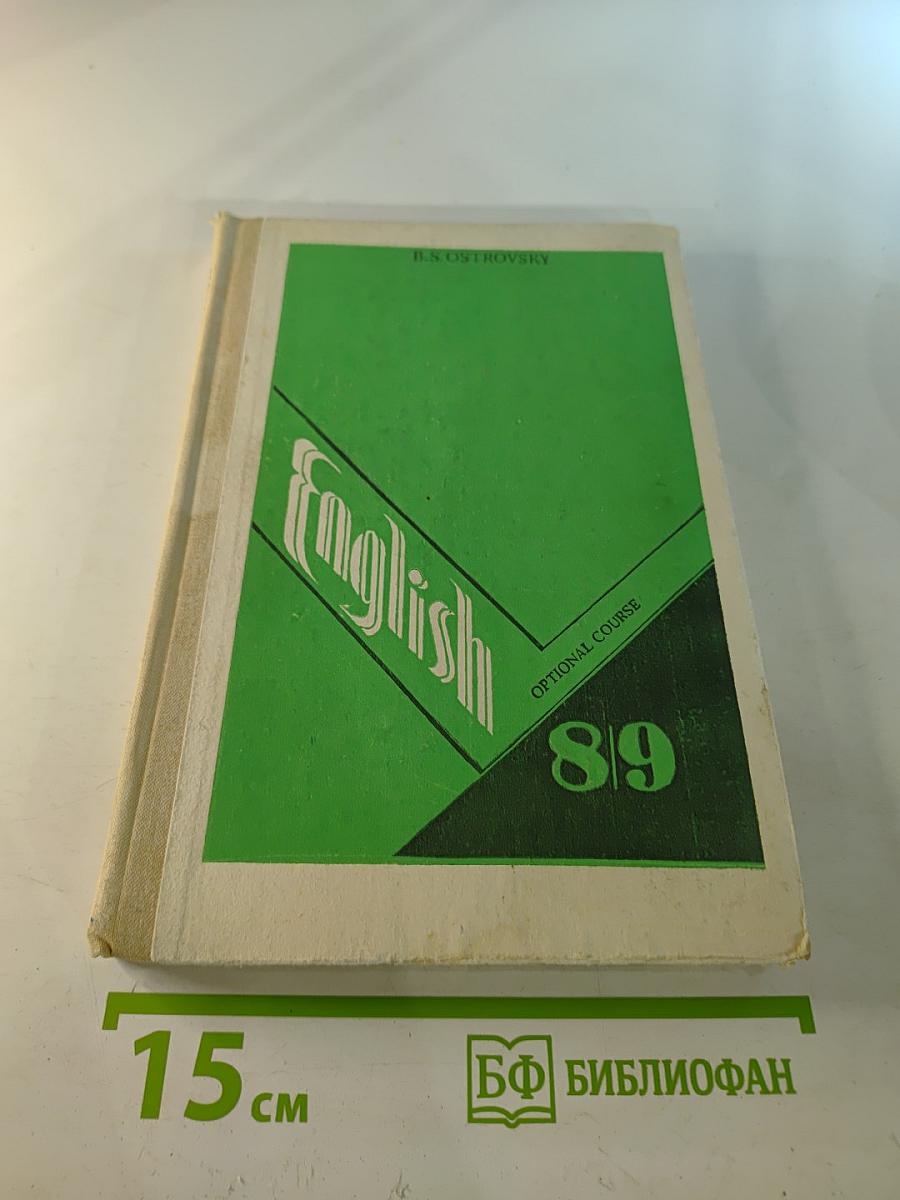 B.S. OSTROVSKY
English
OPTIONAL COURSE
8/9
15 см
БФ БИБЛИОФАН